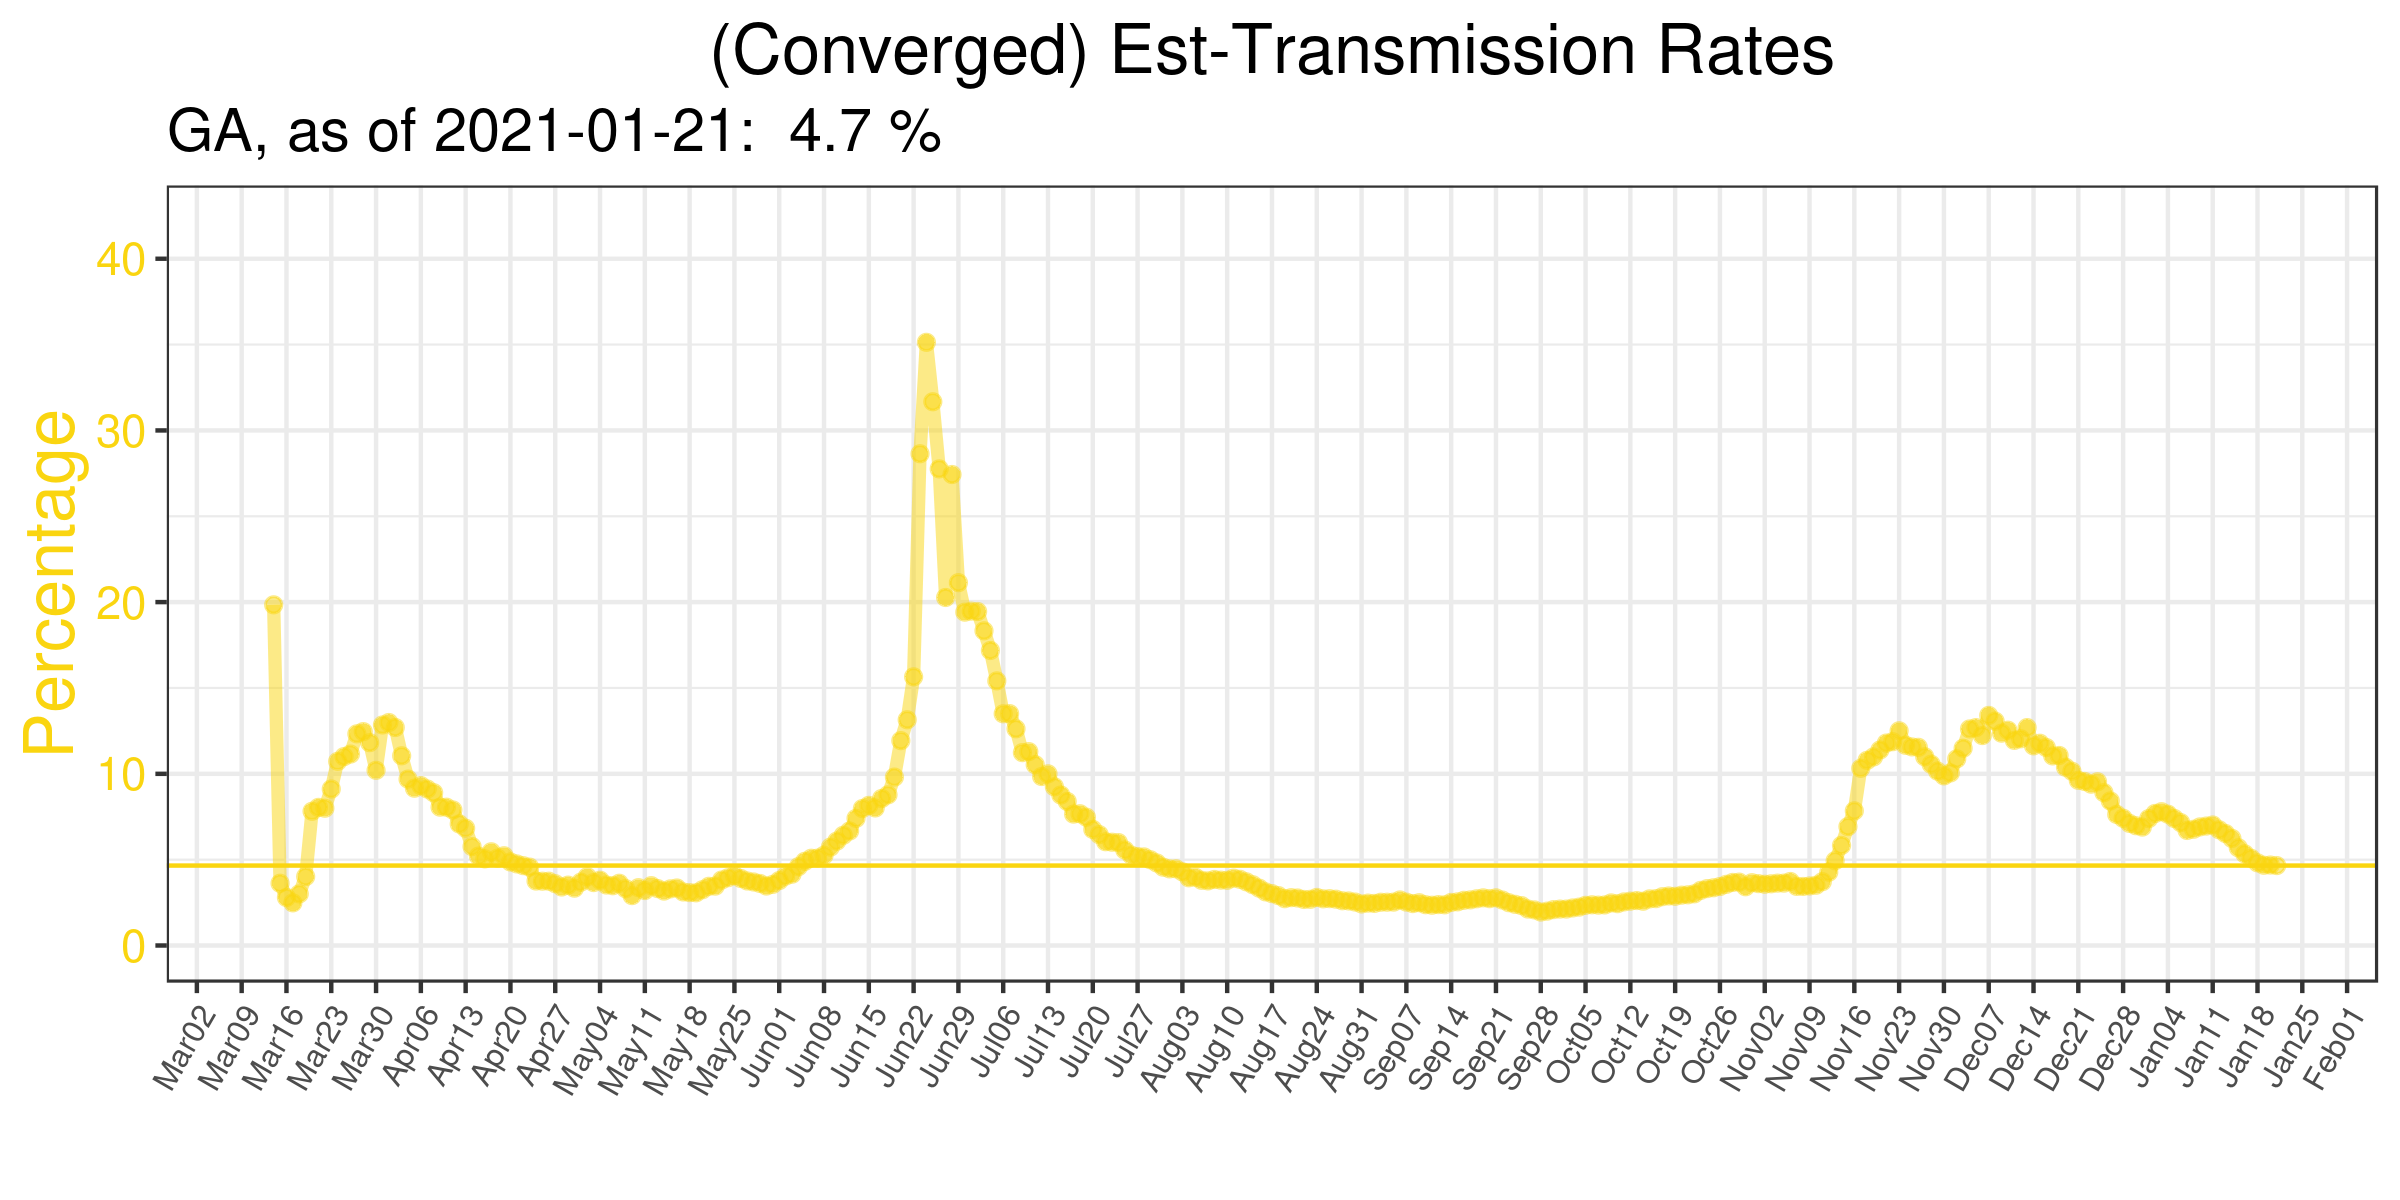 (Converged) Est-Transmission Rates
GA, as of 2021-01-21:  4.7 %
Percentage
40
30
20
10
0
Mar02
Mar09
Mar16
Mar23
Mar30
Apr06
Apr13
Apr20
Apr27
May04
May11
May18
May25
Jun01
Jun08
Jun15
Jun22
Jun29
Jul06
Jul13
Jul20
Jul27
Aug03
Aug10
Aug17
Aug24
Aug31
Sep07
Sep14
Sep21
Sep28
Oct05
Oct12
Oct19
Oct26
Nov02
Nov09
Nov16
Nov23
Nov30
Dec07
Dec14
Dec21
Dec28
Jan04
Jan11
Jan18
Jan25
Feb01